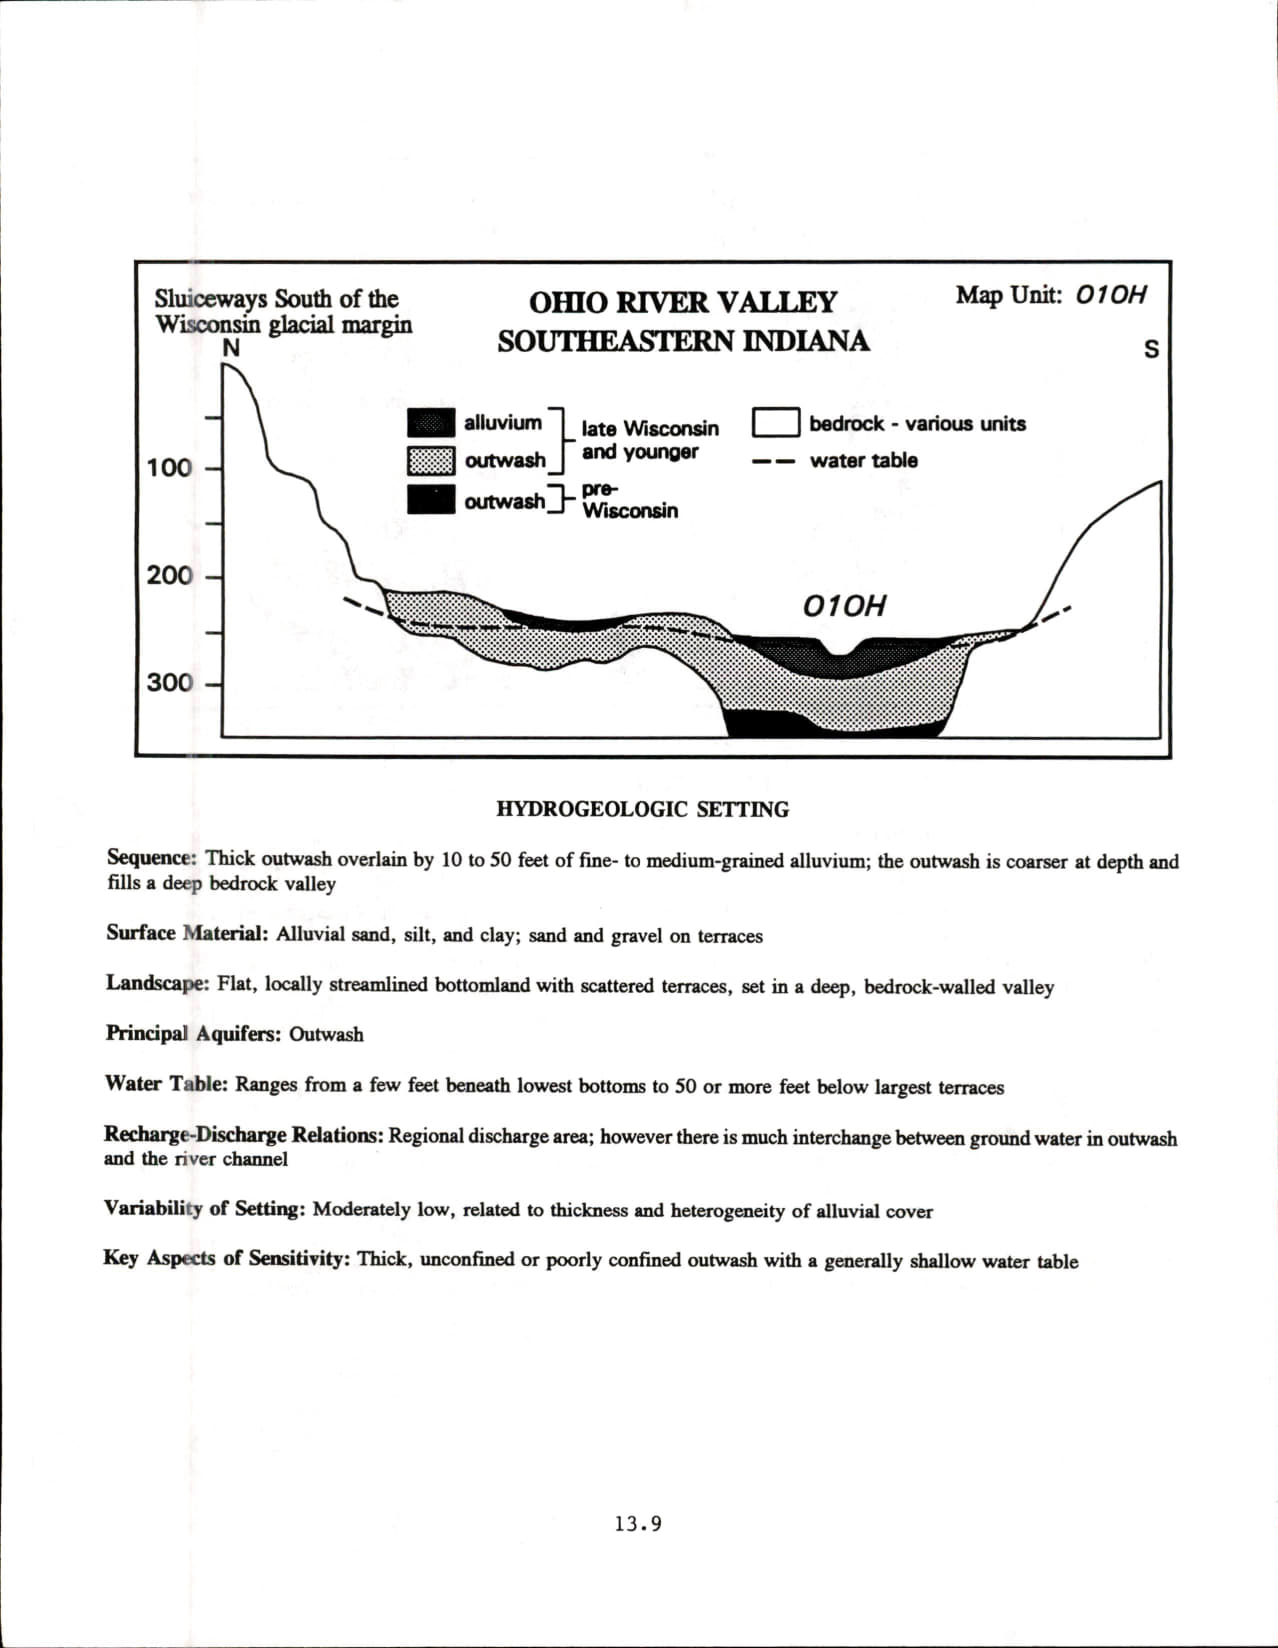 Sluiceways South of the
Wisconsin glacial margin
OHIO RIVER VALLEY
SOUTHEASTERN INDIANA
Map Unit: O1OH
N
S
alluvium
outwash
late Wisconsin
and younger
outwash
pre-
Wisconsin
bedrock - various units
water table
100
200
300
O1OH
HYDROGEOLOGIC SETTING
Sequence: Thick outwash overlain by 10 to 50 feet of fine- to medium-grained alluvium; the outwash is coarser at depth and
fills a deep bedrock valley
Surface Material: Alluvial sand, silt, and clay; sand and gravel on terraces
Landscape: Flat, locally streamlined bottomland with scattered terraces, set in a deep, bedrock-walled valley
Principal Aquifers: Outwash
Water Table: Ranges from a few feet beneath lowest bottoms to 50 or more feet below largest terraces
Recharge-Discharge Relations: Regional discharge area; however there is much interchange between ground water in outwash
and the river channel
Variability of Setting: Moderately low, related to thickness and heterogeneity of alluvial cover
Key Aspects of Sensitivity: Thick, unconfined or poorly confined outwash with a generally shallow water table
13.9